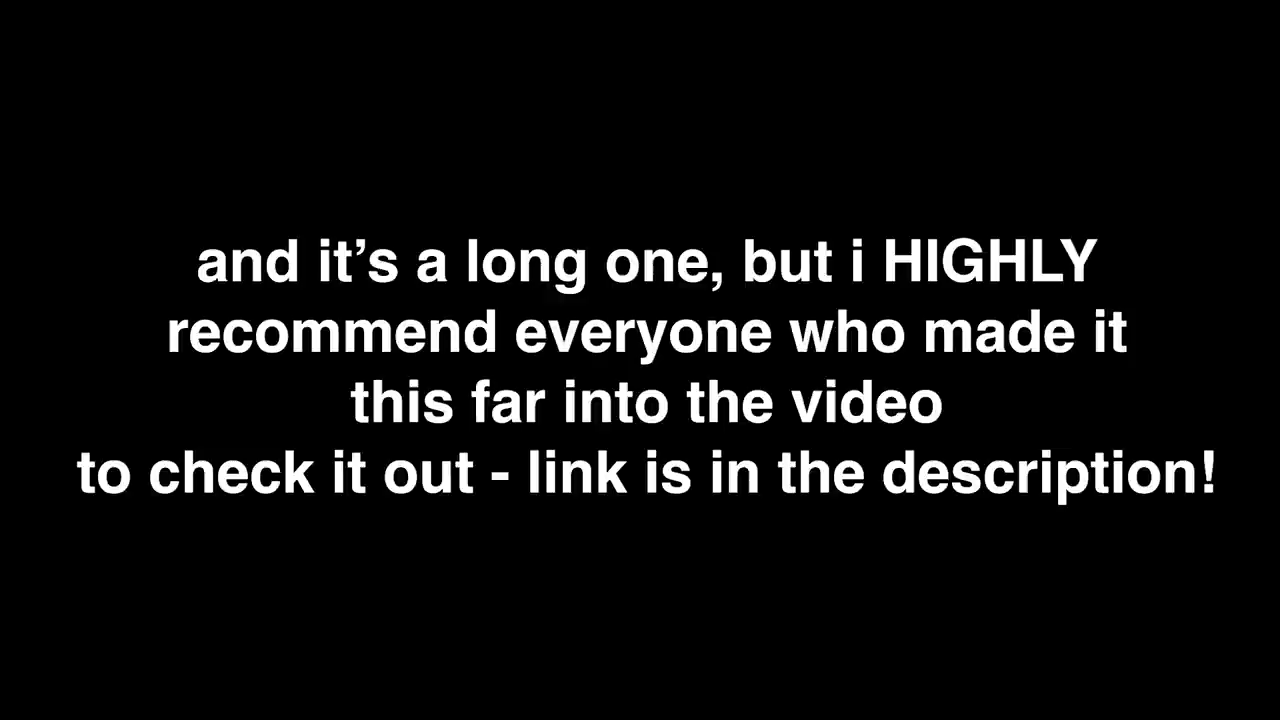 and it’s a long one, but i HIGHLY
recommend everyone who made it
this far into the video
to check it out - link is in the description!